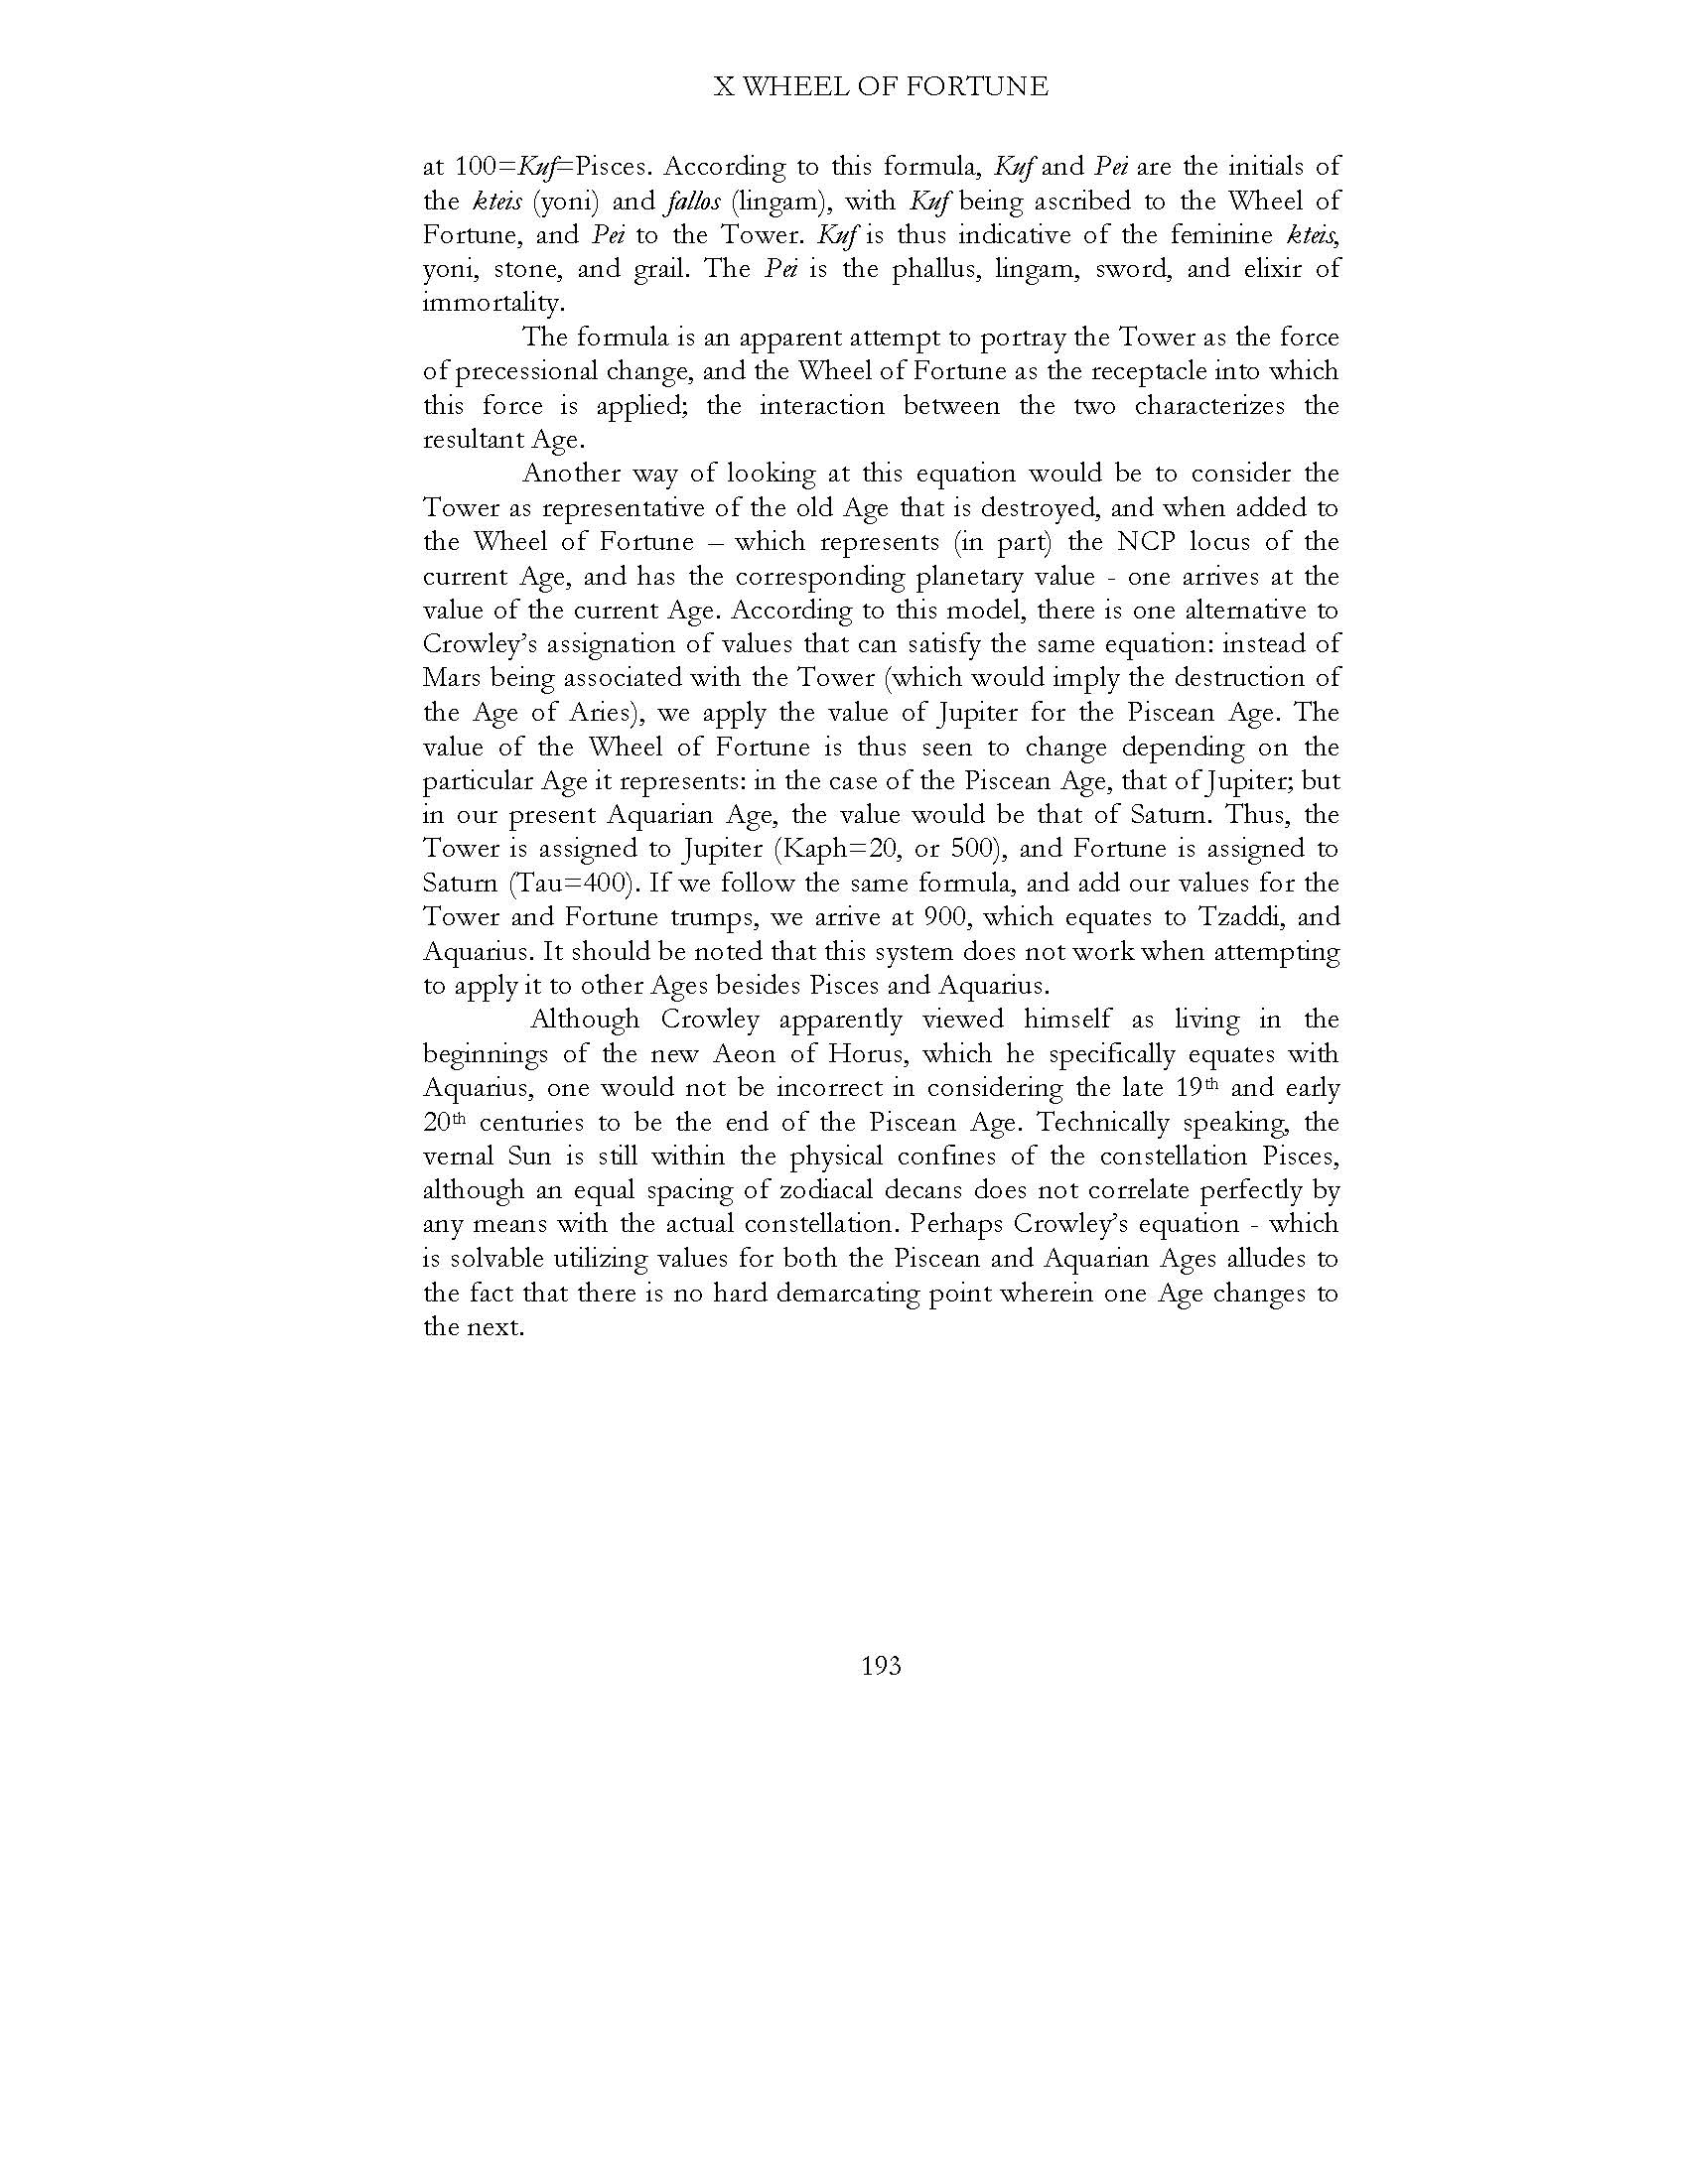 X WHEEL OF FORTUNE
at 100=Kuf=Pisces. According to this formula, Kuf and Pei are the initials of
the kteis (yoni) and fallos (lingam), with Kuf being ascribed to the Wheel of
Fortune, and Pei to the Tower. Kuf is thus indicative of the feminine kteis,
yoni, stone, and grail. The Pei is the phallus, lingam, sword, and elixir of
immortality.
The formula is an apparent attempt to portray the Tower as the force
of precessional change, and the Wheel of Fortune as the receptacle into which
this force is applied; the interaction between the two characterizes the
resultant Age.
Another way of looking at this equation would be to consider the
Tower as representative of the old Age that is destroyed, and when added to
the Wheel of Fortune – which represents (in part) the NCP locus of the
current Age, and has the corresponding planetary value - one arrives at the
value of the current Age. According to this model, there is one alternative to
Crowley’s assignation of values that can satisfy the same equation: instead of
Mars being associated with the Tower (which would imply the destruction of
the Age of Aries), we apply the value of Jupiter for the Piscean Age. The
value of the Wheel of Fortune is thus seen to change depending on the
particular Age it represents: in the case of the Piscean Age, that of Jupiter; but
in our present Aquarian Age, the value would be that of Saturn. Thus, the
Tower is assigned to Jupiter (Kaph=20, or 500), and Fortune is assigned to
Saturn (Tau=400). If we follow the same formula, and add our values for the
Tower and Fortune trumps, we arrive at 900, which equates to Tzaddi, and
Aquarius. It should be noted that this system does not work when attempting
to apply it to other Ages besides Pisces and Aquarius.
Although Crowley apparently viewed himself as living in the
beginnings of the new Aeon of Horus, which he specifically equates with
Aquarius, one would not be incorrect in considering the late 19th and early
20th centuries to be the end of the Piscean Age. Technically speaking, the
vernal Sun is still within the physical confines of the constellation Pisces,
although an equal spacing of zodiacal decans does not correlate perfectly by
any means with the actual constellation. Perhaps Crowley’s equation - which
is solvable utilizing values for both the Piscean and Aquarian Ages alludes to
the fact that there is no hard demarcating point wherein one Age changes to
the next.
193